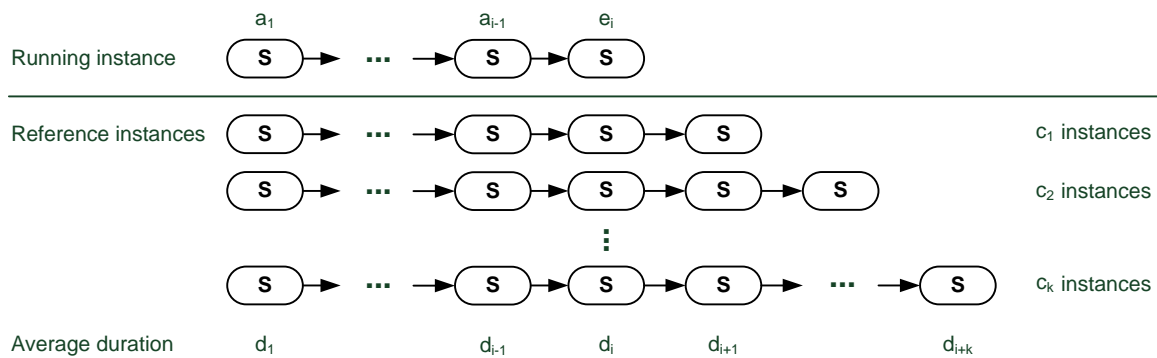 a₁ aᵢ₋₁ eᵢ
Running instance S ... S S
Reference instances S ... S S S c₁ instances
S ... S S S S c₂ instances
⋮
S ... S S S ... S cₖ instances
Average duration d₁ dᵢ₋₁ dᵢ dᵢ₊₁ dᵢ₊ₖ